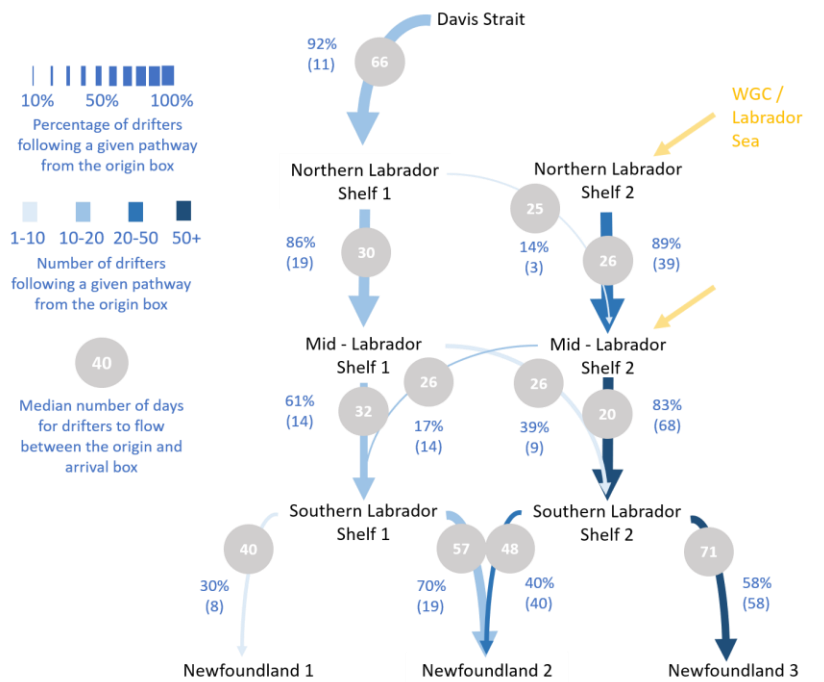 Davis Strait
92%
(11)
66
10%
50%
100%
Percentage of drifters
following a given pathway
from the origin box
WGC /
Labrador
Sea
Northern Labrador
Shelf 1
Northern Labrador
Shelf 2
25
1-10
10-20
20-50
50+
Number of drifters
following a given pathway
from the origin box
86%
(19)
30
14%
(3)
26
89%
(39)
40
Median number of days
for drifters to flow
between the origin and
arrival box
Mid - Labrador
Shelf 1
Mid - Labrador
Shelf 2
61%
(14)
32
26
17%
(14)
26
39%
(9)
20
83%
(68)
Southern Labrador
Shelf 1
Southern Labrador
Shelf 2
40
57
48
71
30%
(8)
70%
(19)
40%
(40)
58%
(58)
Newfoundland 1
Newfoundland 2
Newfoundland 3